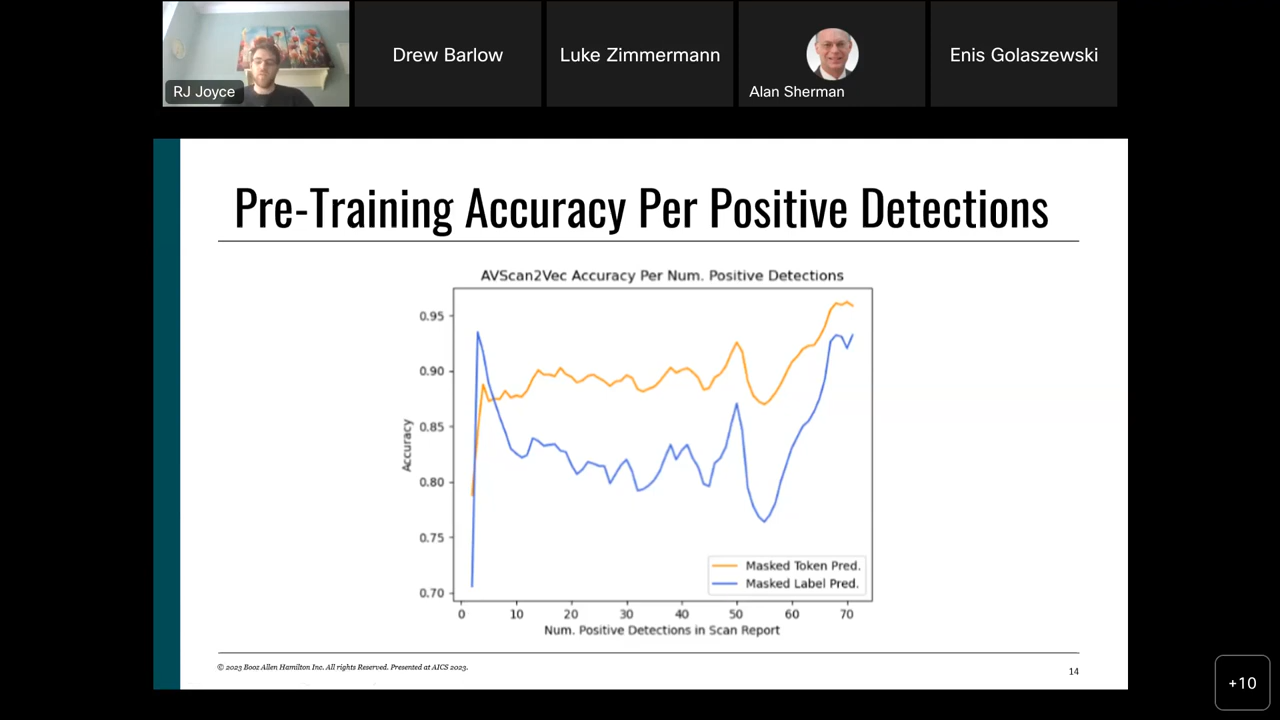 RJ Joyce
Drew Barlow
Luke Zimmermann
Alan Sherman
Enis Golaszewski
Pre-Training Accuracy Per Positive Detections
AVScan2Vec Accuracy Per Num. Positive Detections
0.95
0.90
0.85
0.80
0.75
0.70
Accuracy
Masked Token Pred.
Masked Label Pred.
0 10 20 30 40 50 60 70
Num. Positive Detections in Scan Report
© 2023 Booz Allen Hamilton Inc. All rights Reserved. Presented at AICS 2023.
14
+10